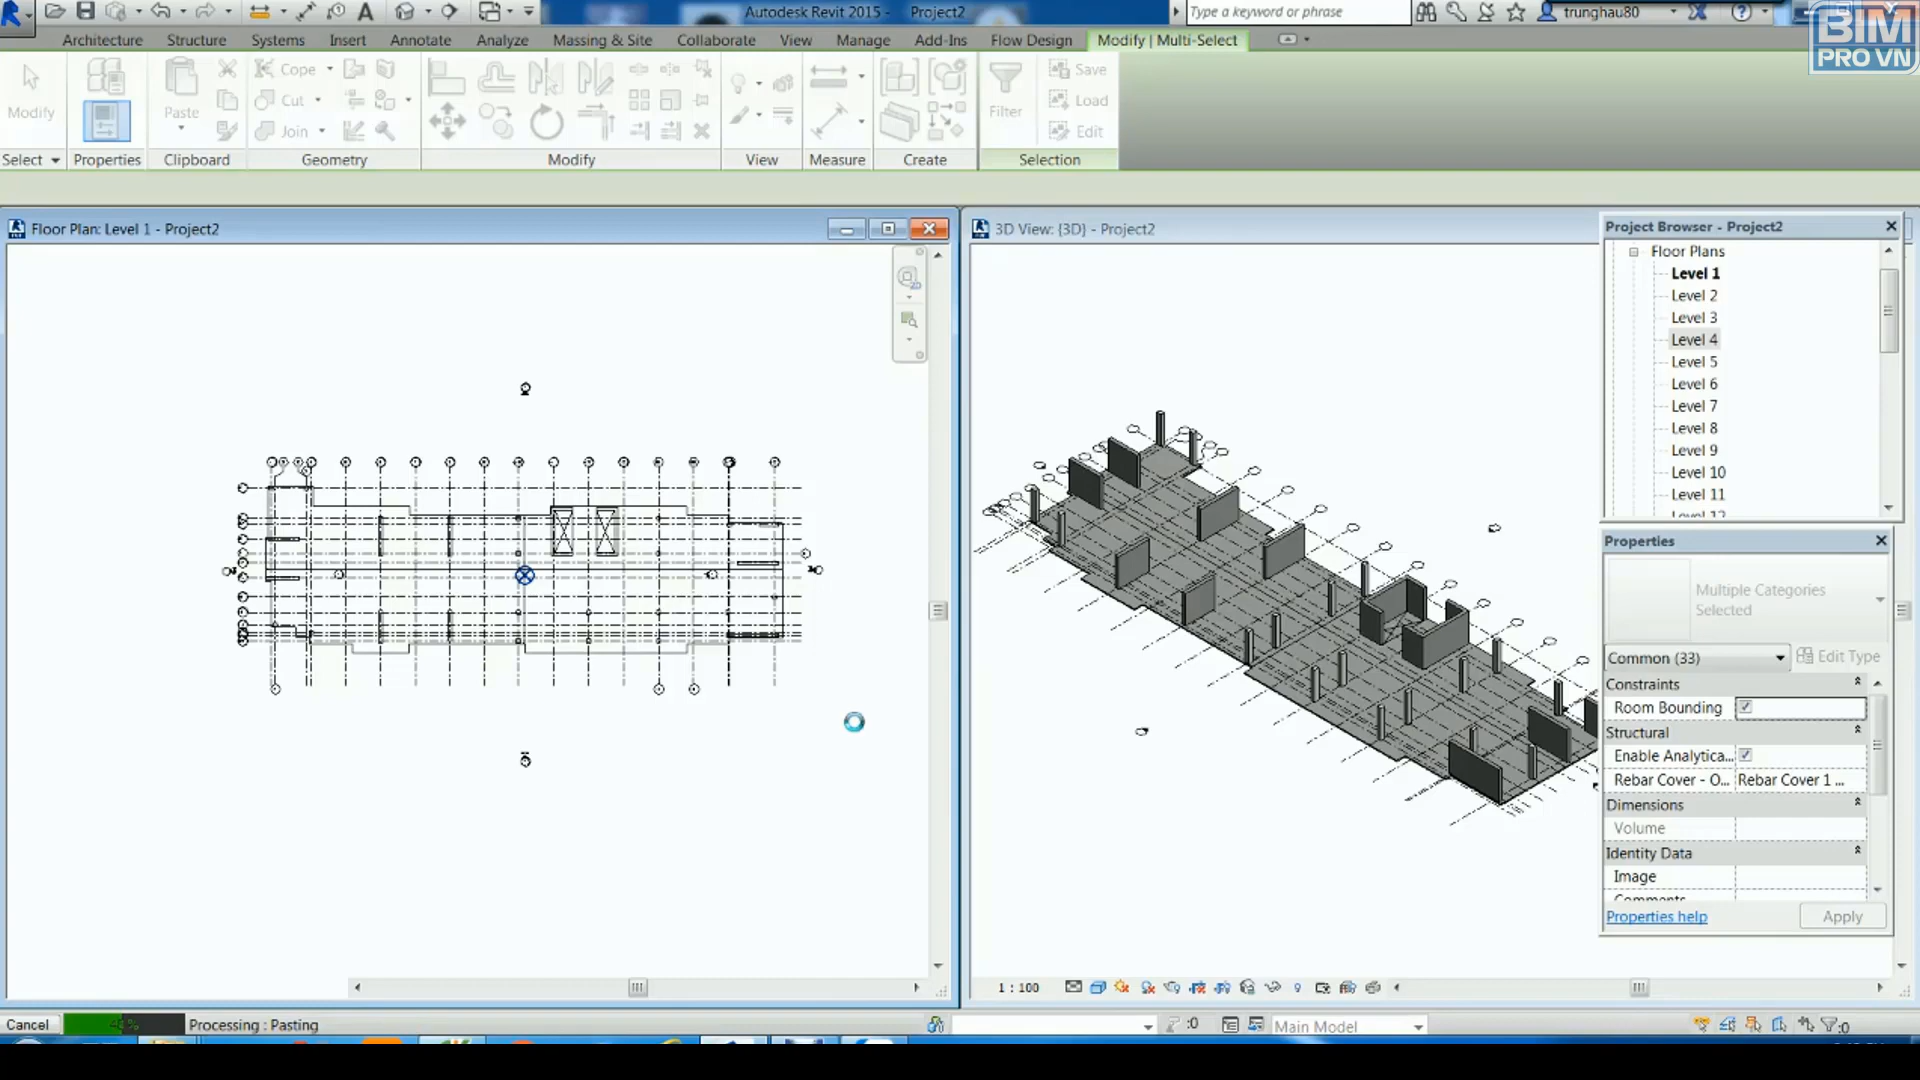 Autodesk Revit 2015 - Project2
Type a keyword or phrase
trunghau80
BIM
PRO VN
Architecture Structure Systems Insert Annotate Analyze Massing & Site Collaborate View Manage Add-Ins Flow Design Modify | Multi-Select
Modify
Paste
Cope
Cut
Join
Filter
Save
Load
Edit
Select Properties Clipboard Geometry Modify View Measure Create Selection
Floor Plan: Level 1 - Project2
3D View: {3D} - Project2
Project Browser - Project2
Floor Plans
Level 1
Level 2
Level 3
Level 4
Level 5
Level 6
Level 7
Level 8
Level 9
Level 10
Level 11
Level 12
Properties
Multiple Categories
Selected
Common (33)
Edit Type
Constraints
Room Bounding
Structural
Enable Analytica...
Rebar Cover - O... Rebar Cover 1 ...
Dimensions
Volume
Identity Data
Image
Comments
Properties help
Apply
1 : 100
Cancel
Processing : Pasting
:0
Main Model
:0